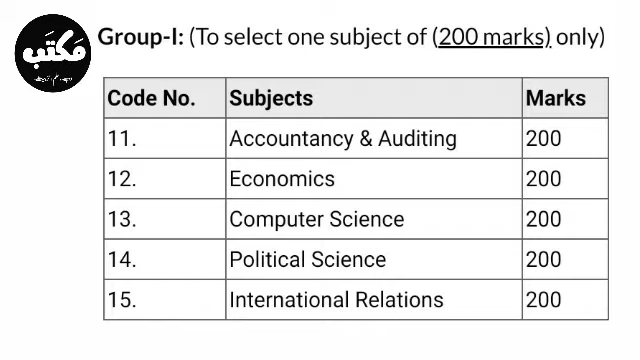 مَكتَب
Group-I: (To select one subject of (200 marks) only)
Code No. Subjects Marks
11. Accountancy & Auditing 200
12. Economics 200
13. Computer Science 200
14. Political Science 200
15. International Relations 200